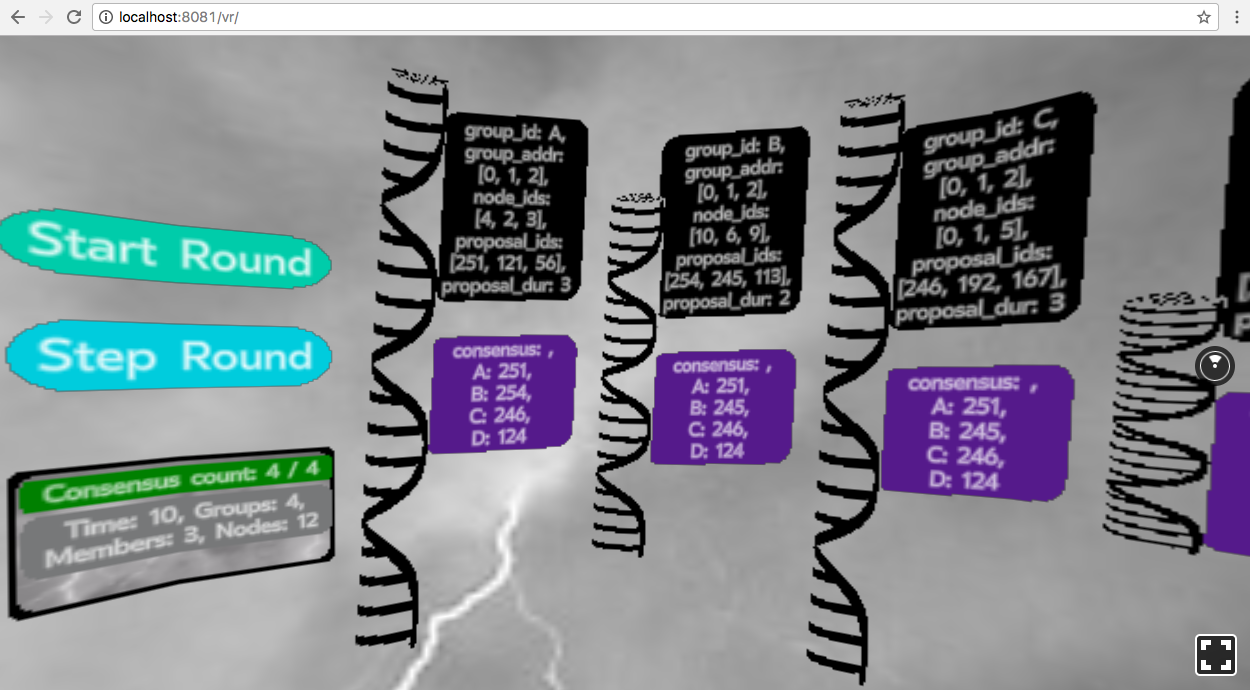 localhost:8081/vr/
Start Round
Step Round
Consensus count: 4 / 4
Time: 10, Groups: 4,
Members: 3, Nodes: 12
group_id: A,
group_addr:
[0, 1, 2],
node_ids:
[4, 2, 3],
proposal_ids:
[251, 121, 56],
proposal_dur: 3
consensus: ,
A: 251,
B: 254,
C: 246,
D: 124
group_id: B,
group_addr:
[0, 1, 2],
node_ids:
[10, 6, 9],
proposal_ids:
[254, 245, 113],
proposal_dur: 2
consensus: ,
A: 251,
B: 245,
C: 246,
D: 124
group_id: C,
group_addr:
[0, 1, 2],
node_ids:
[0, 1, 5],
proposal_ids:
[246, 192, 167],
proposal_dur: 3
consensus: ,
A: 251,
B: 245,
C: 246,
D: 124